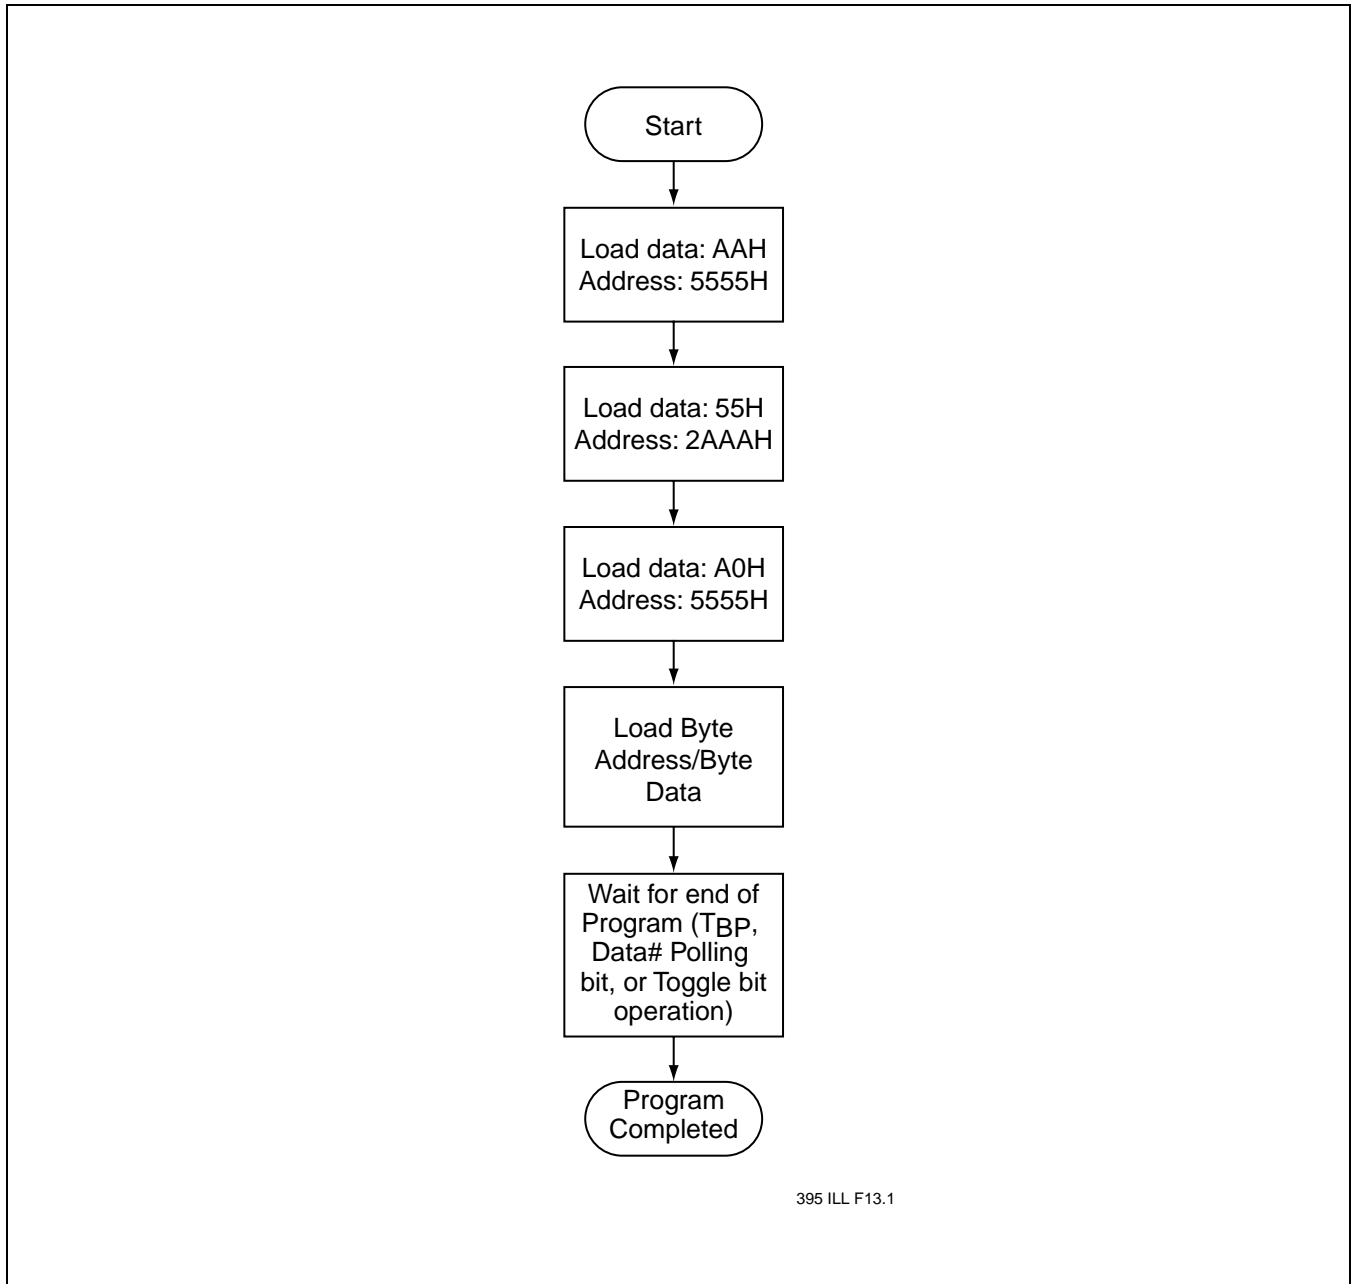 Start
Load data: AAH
Address: 5555H
Load data: 55H
Address: 2AAAH
Load data: A0H
Address: 5555H
Load Byte
Address/Byte
Data
Wait for end of
Program (TBP,
Data# Polling
bit, or Toggle bit
operation)
Program
Completed
395 ILL F13.1